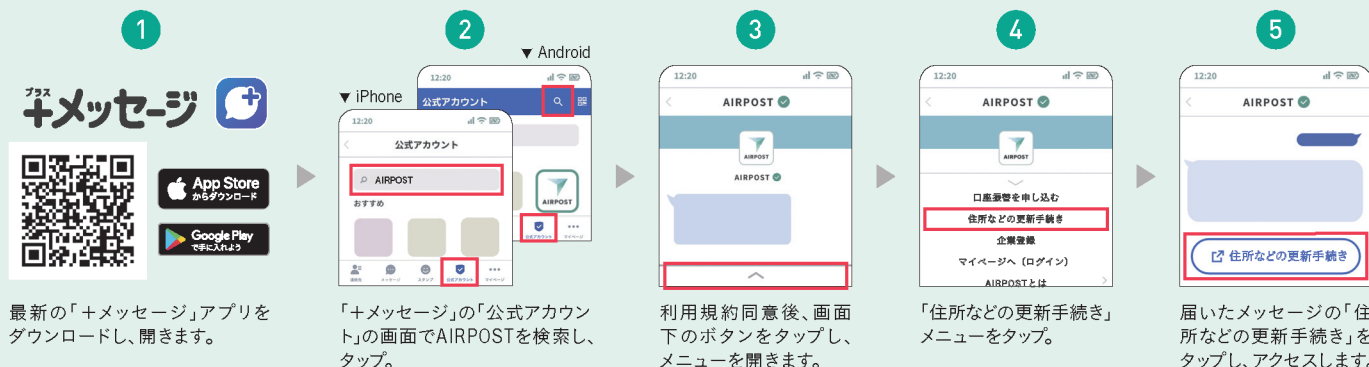 1
プラス
＋メッセージ
App Store
からダウンロード
Google Play
で手に入れよう
最新の「＋メッセージ」アプリを
ダウンロードし、開きます。
2
▼ Android
12:20
公式アカウント
▼ iPhone
12:20
公式アカウント
AIRPOST
おすすめ
AIRPOST
公式アカウント
マイページ
連絡先
メッセージ
スタンプ
公式アカウント
マイページ
「＋メッセージ」の「公式アカウン
ト」の画面でAIRPOSTを検索し、
タップ。
3
12:20
AIRPOST
AIRPOST
AIRPOST
利用規約同意後、画面
下のボタンをタップし、
メニューを開きます。
4
12:20
AIRPOST
AIRPOST
口座振替を申し込む
住所などの更新手続き
企業登録
マイページへ（ログイン）
AIRPOSTとは
「住所などの更新手続き」
メニューをタップ。
5
12:20
AIRPOST
住所などの更新手続き
届いたメッセージの「住
所などの更新手続き」を
タップし、アクセスします。